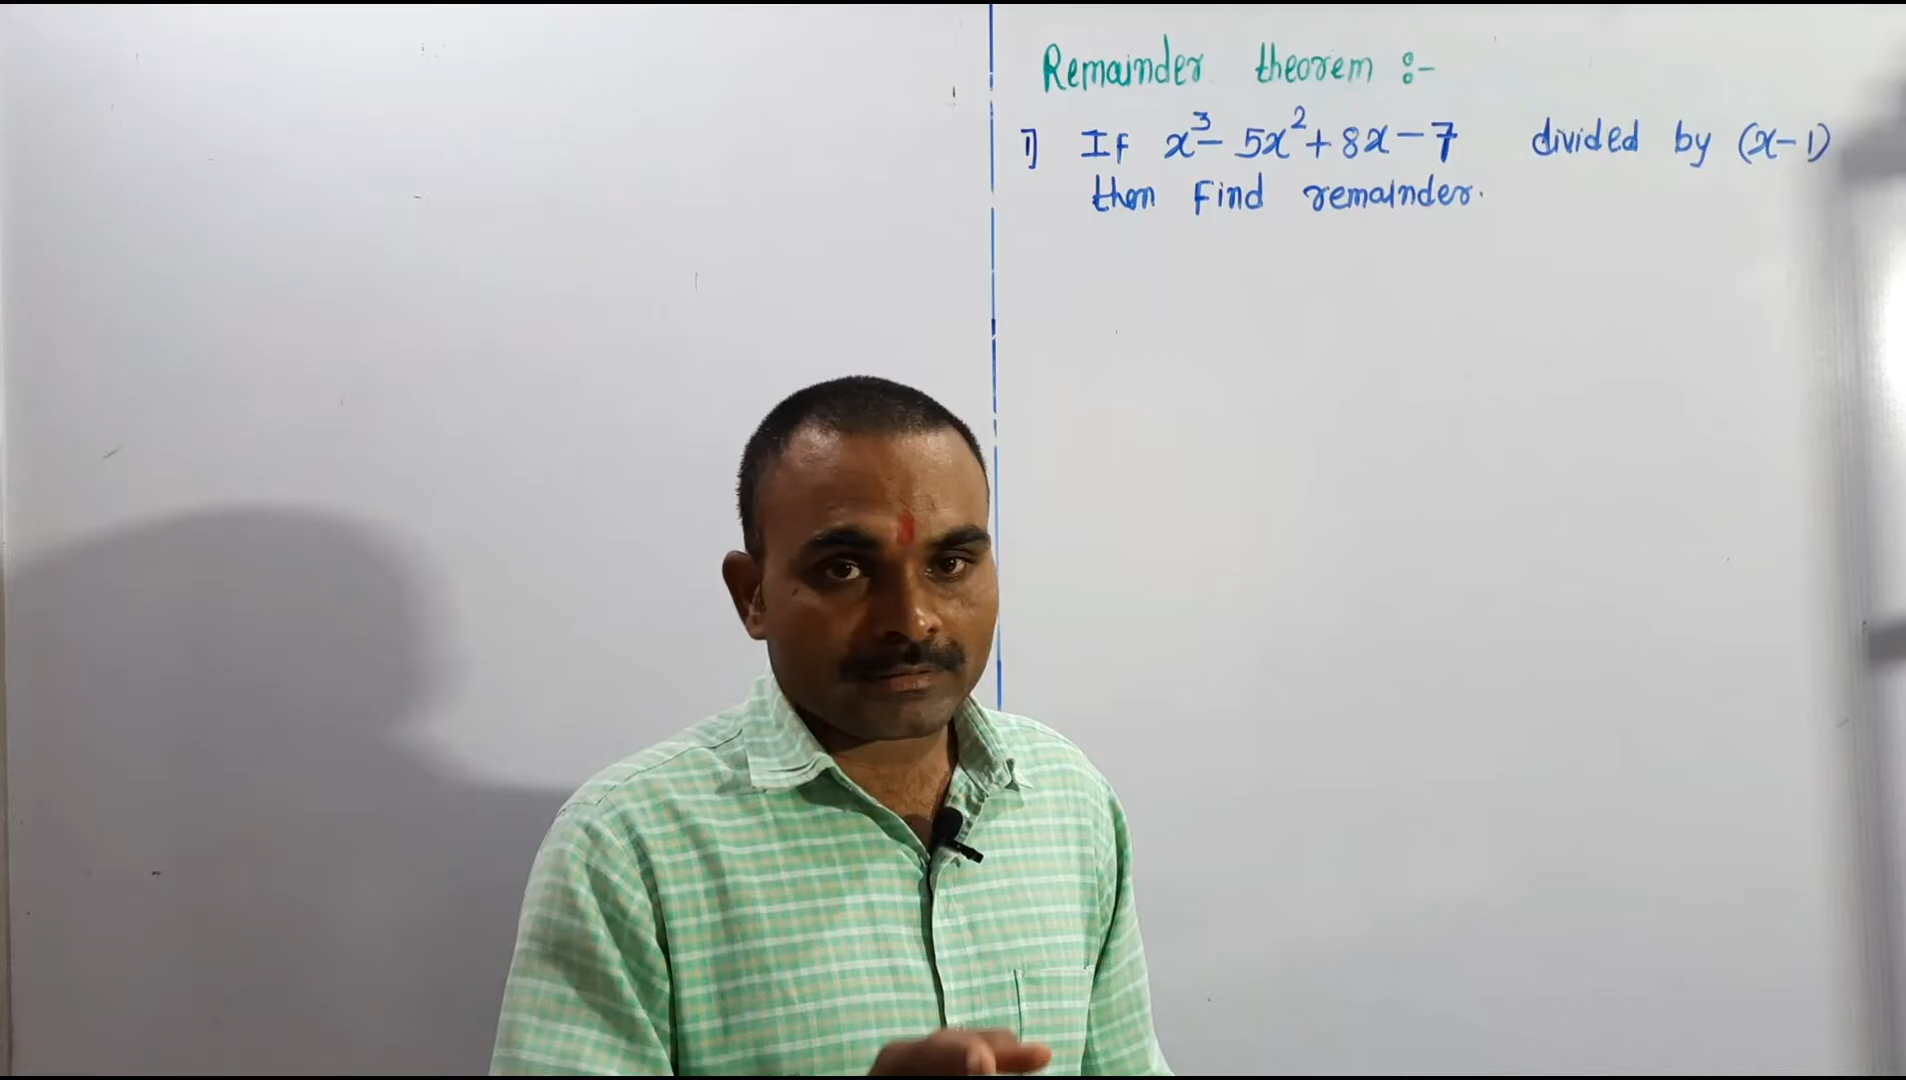 Remainder theorem :-
1] If x³- 5x²+8x-7 divided by (x-1)
then Find remainder.